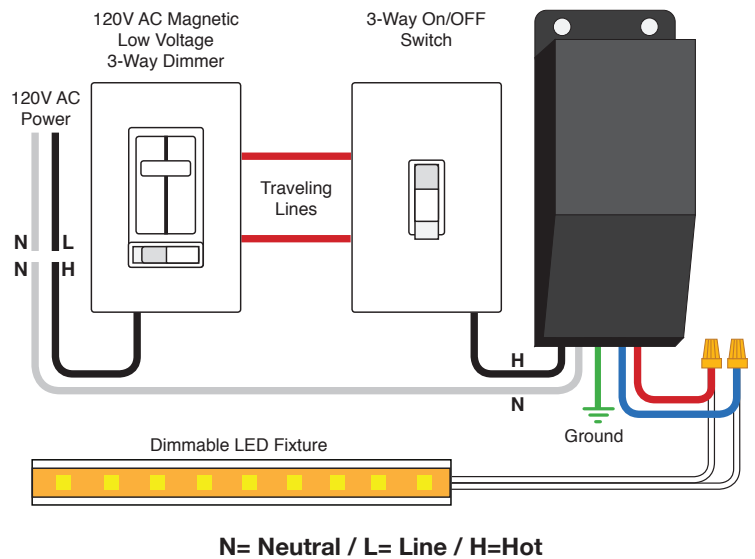 120V AC Magnetic
Low Voltage
3-Way Dimmer
3-Way On/OFF
Switch
120V AC
Power
Traveling
Lines
N L
N H
H
N
Ground
Dimmable LED Fixture
N= Neutral / L= Line / H=Hot